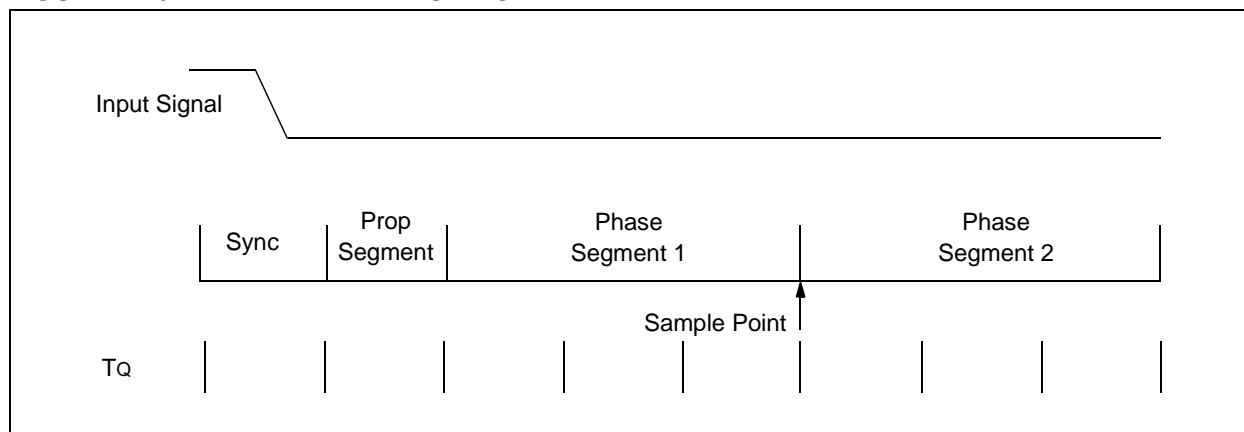 Input Signal
Sync
Prop
Segment
Phase
Segment 1
Phase
Segment 2
Sample Point
TQ